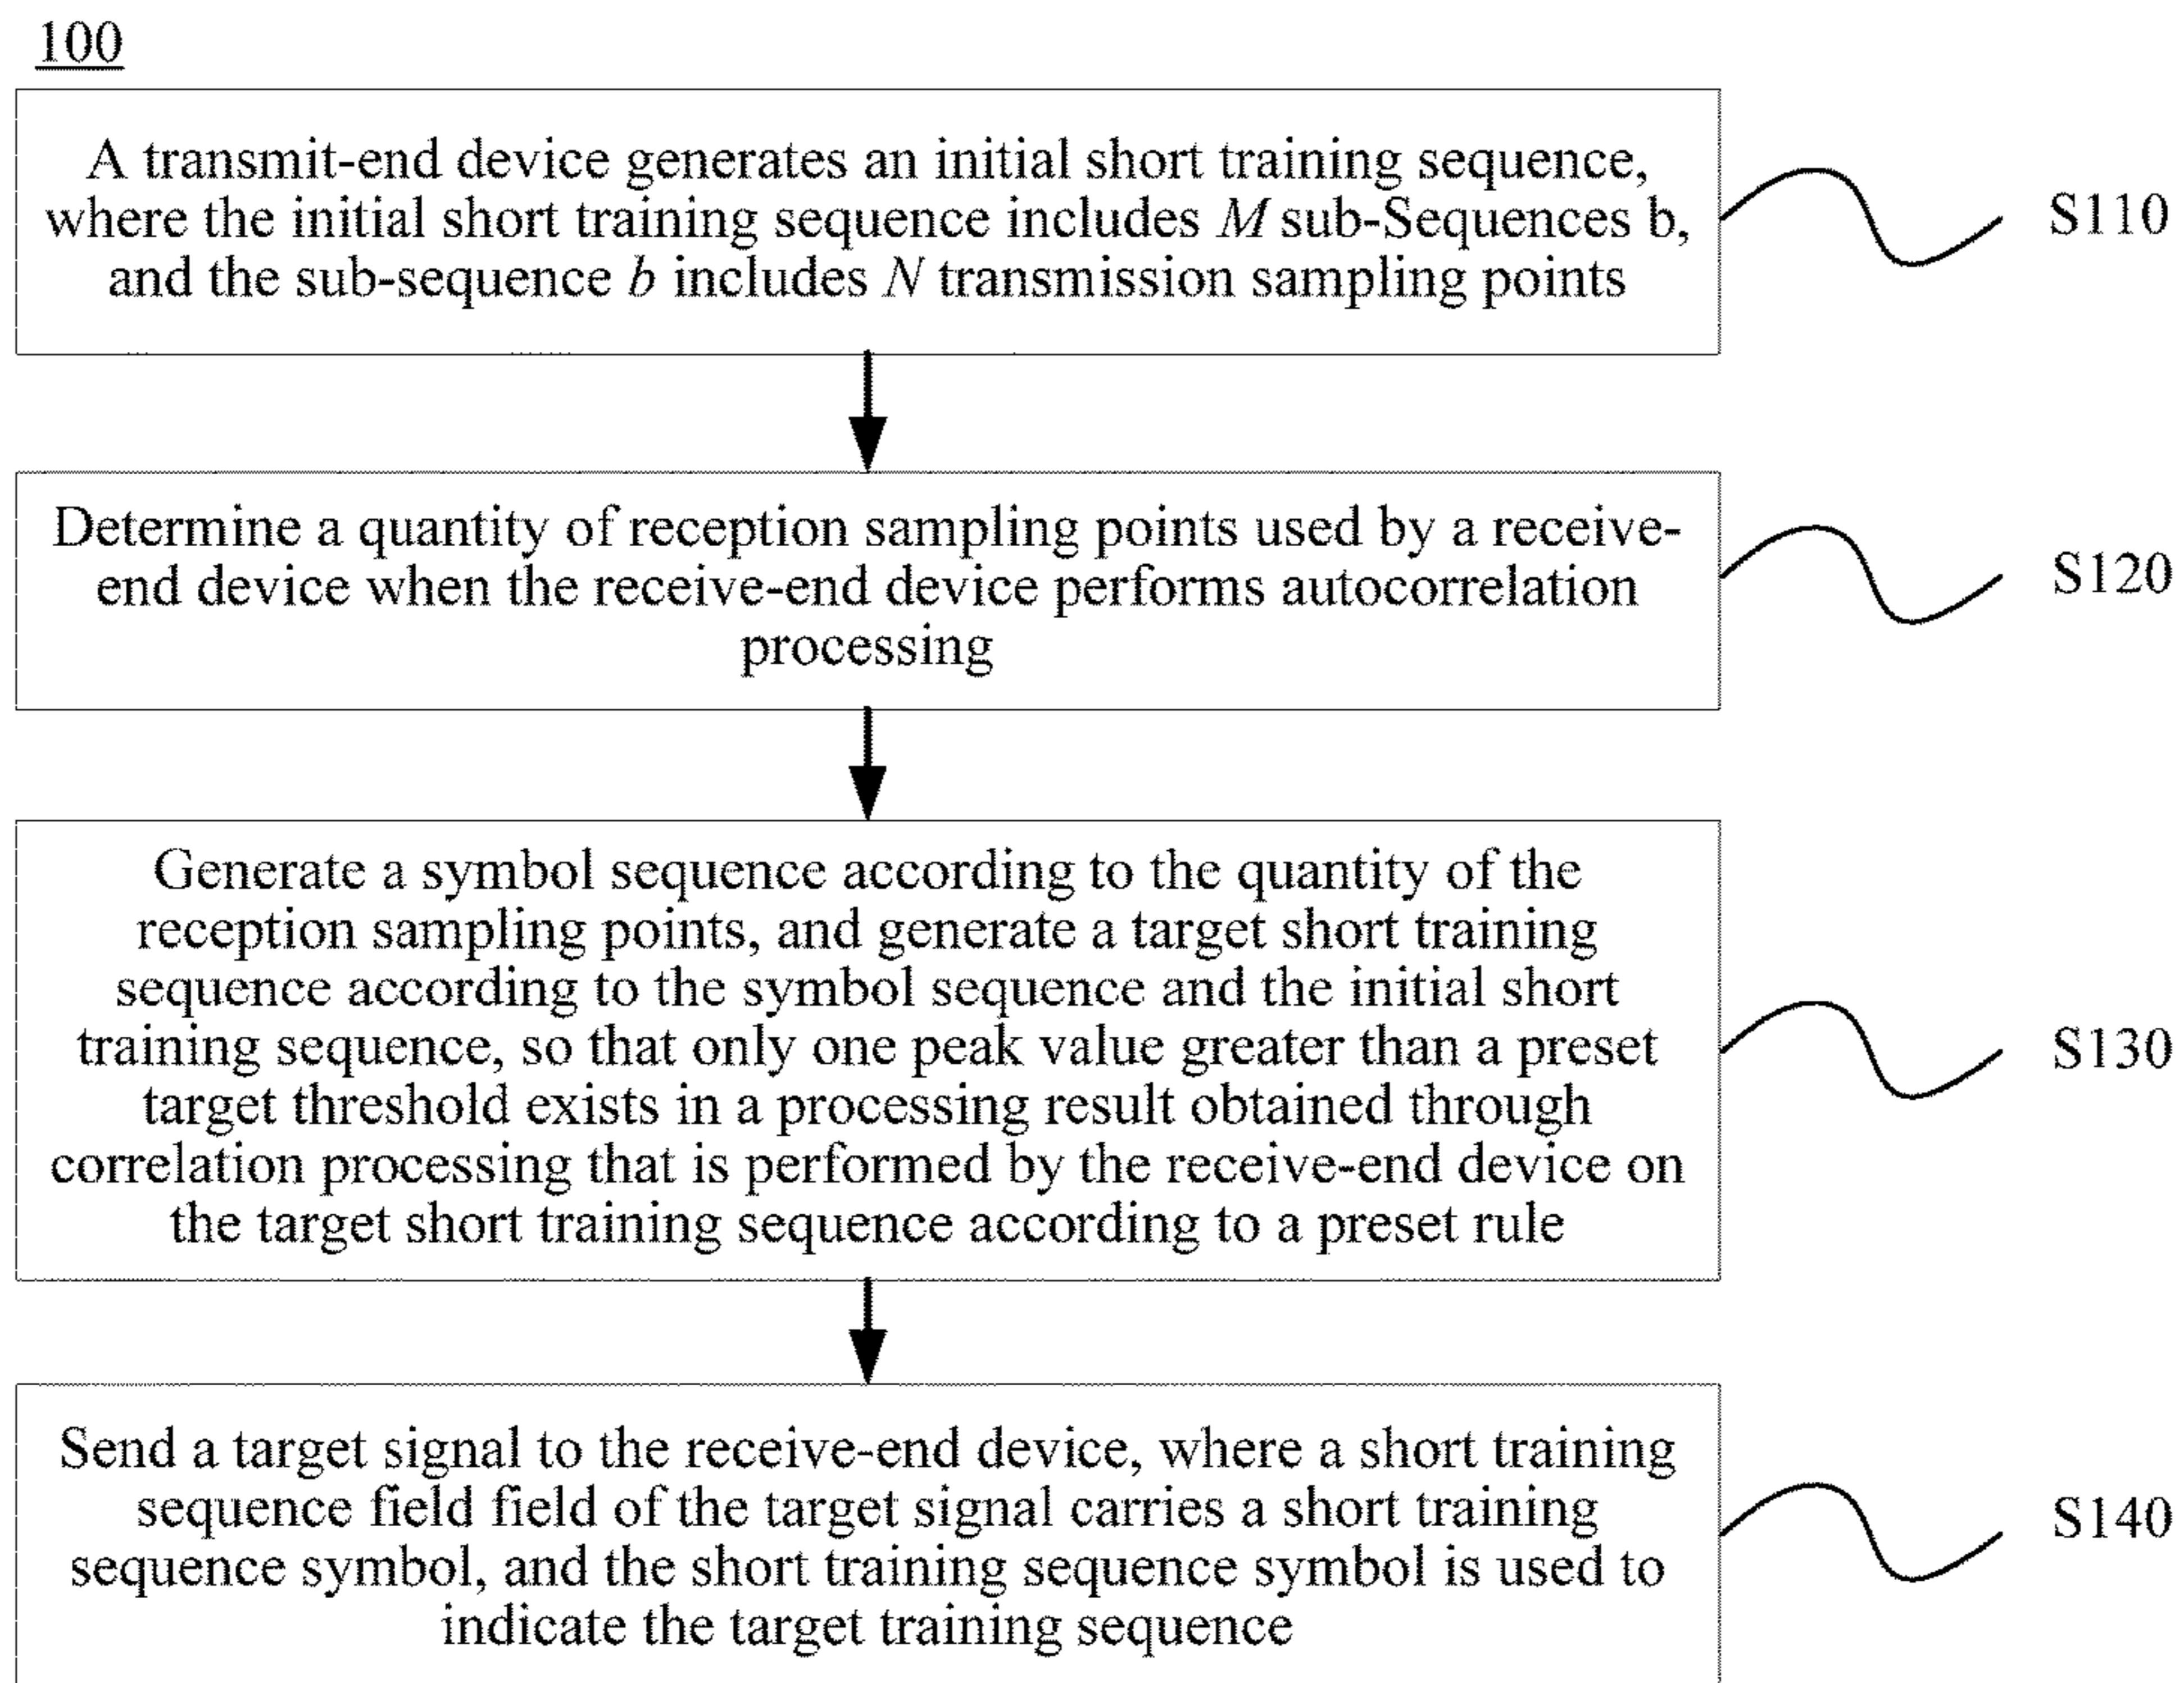 100
A transmit-end device generates an initial short training sequence,
where the initial short training sequence includes M sub-Sequences b,
and the sub-sequence b includes N transmission sampling points
S110
Determine a quantity of reception sampling points used by a receive-
end device when the receive-end device performs autocorrelation
processing
S120
Generate a symbol sequence according to the quantity of the
reception sampling points, and generate a target short training
sequence according to the symbol sequence and the initial short
training sequence, so that only one peak value greater than a preset
target threshold exists in a processing result obtained through
correlation processing that is performed by the receive-end device on
the target short training sequence according to a preset rule
S130
Send a target signal to the receive-end device, where a short training
sequence field field of the target signal carries a short training
sequence symbol, and the short training sequence symbol is used to
indicate the target training sequence
S140